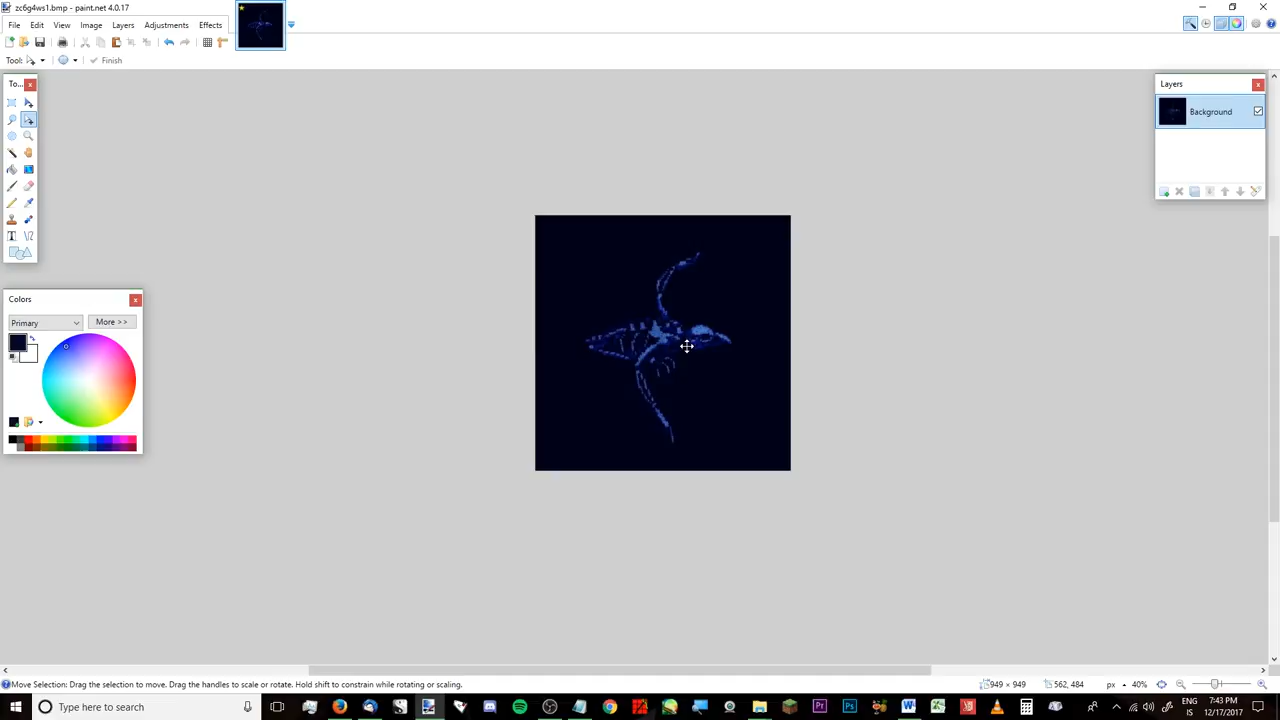 zc6g4ws1.bmp - paint.net 4.0.17
File Edit View Image Layers Adjustments Effects
Tool: Finish
To...
Layers
Background
Colors
Primary
More >>
Move Selection: Drag the selection to move. Drag the handles to scale or rotate. Hold shift to constrain while rotating or scaling.
949 × 949
562, 484
px
40%
Type here to search
ENG
IS
7:43 PM
12/17/2017